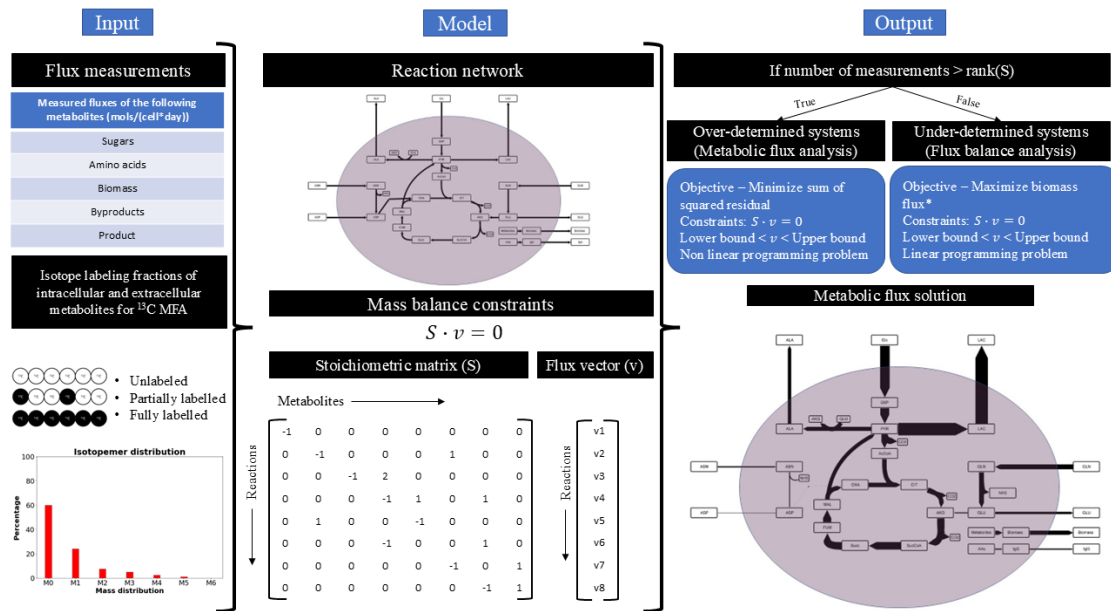 Input
Flux measurements
Measured fluxes of the following
metabolites (mols/(cell*day))
Sugars
Amino acids
Biomass
Byproducts
Product
Isotope labeling fractions of
intracellular and extracellular
metabolites for ¹³C MFA
• Unlabeled
• Partially labelled
• Fully labelled
Isotopemer distribution
Percentage
100
80
60
40
20
0
M0 M1 M2 M3 M4 M5 M6
Mass distribution
Model
Reaction network
Mass balance constraints
S · v = 0
Stoichiometric matrix (S)
Flux vector (v)
Metabolites
Reactions
-1 0 0 0 0 0 0 0
0 -1 0 0 0 1 0 0
0 0 -1 2 0 0 0 0
0 0 0 -1 1 0 1 0
0 1 0 0 -1 0 0 0
0 0 0 -1 0 0 1 0
0 0 0 0 0 -1 0 1
0 0 0 0 0 0 -1 1
Reactions
v1
v2
v3
v4
v5
v6
v7
v8
Output
If number of measurements > rank(S)
True
False
Over-determined systems
(Metabolic flux analysis)
Under-determined systems
(Flux balance analysis)
Objective – Minimize sum of
squared residual
Constraints: S · v = 0
Lower bound < v < Upper bound
Non linear programming problem
Objective – Maximize biomass
flux*
Constraints: S · v = 0
Lower bound < v < Upper bound
Linear programming problem
Metabolic flux solution
ALA
Glc
LAC
G6P
ALA
PYR
LAC
AcCoA
ASN
ASN
GLN
GLN
ASP
ASP
OAA
CIT
MAL
AKG
GLU
GLU
FUM
Succ
SucCoA
Metabolites
Biomass
Biomass
AAs
IgG
IgG